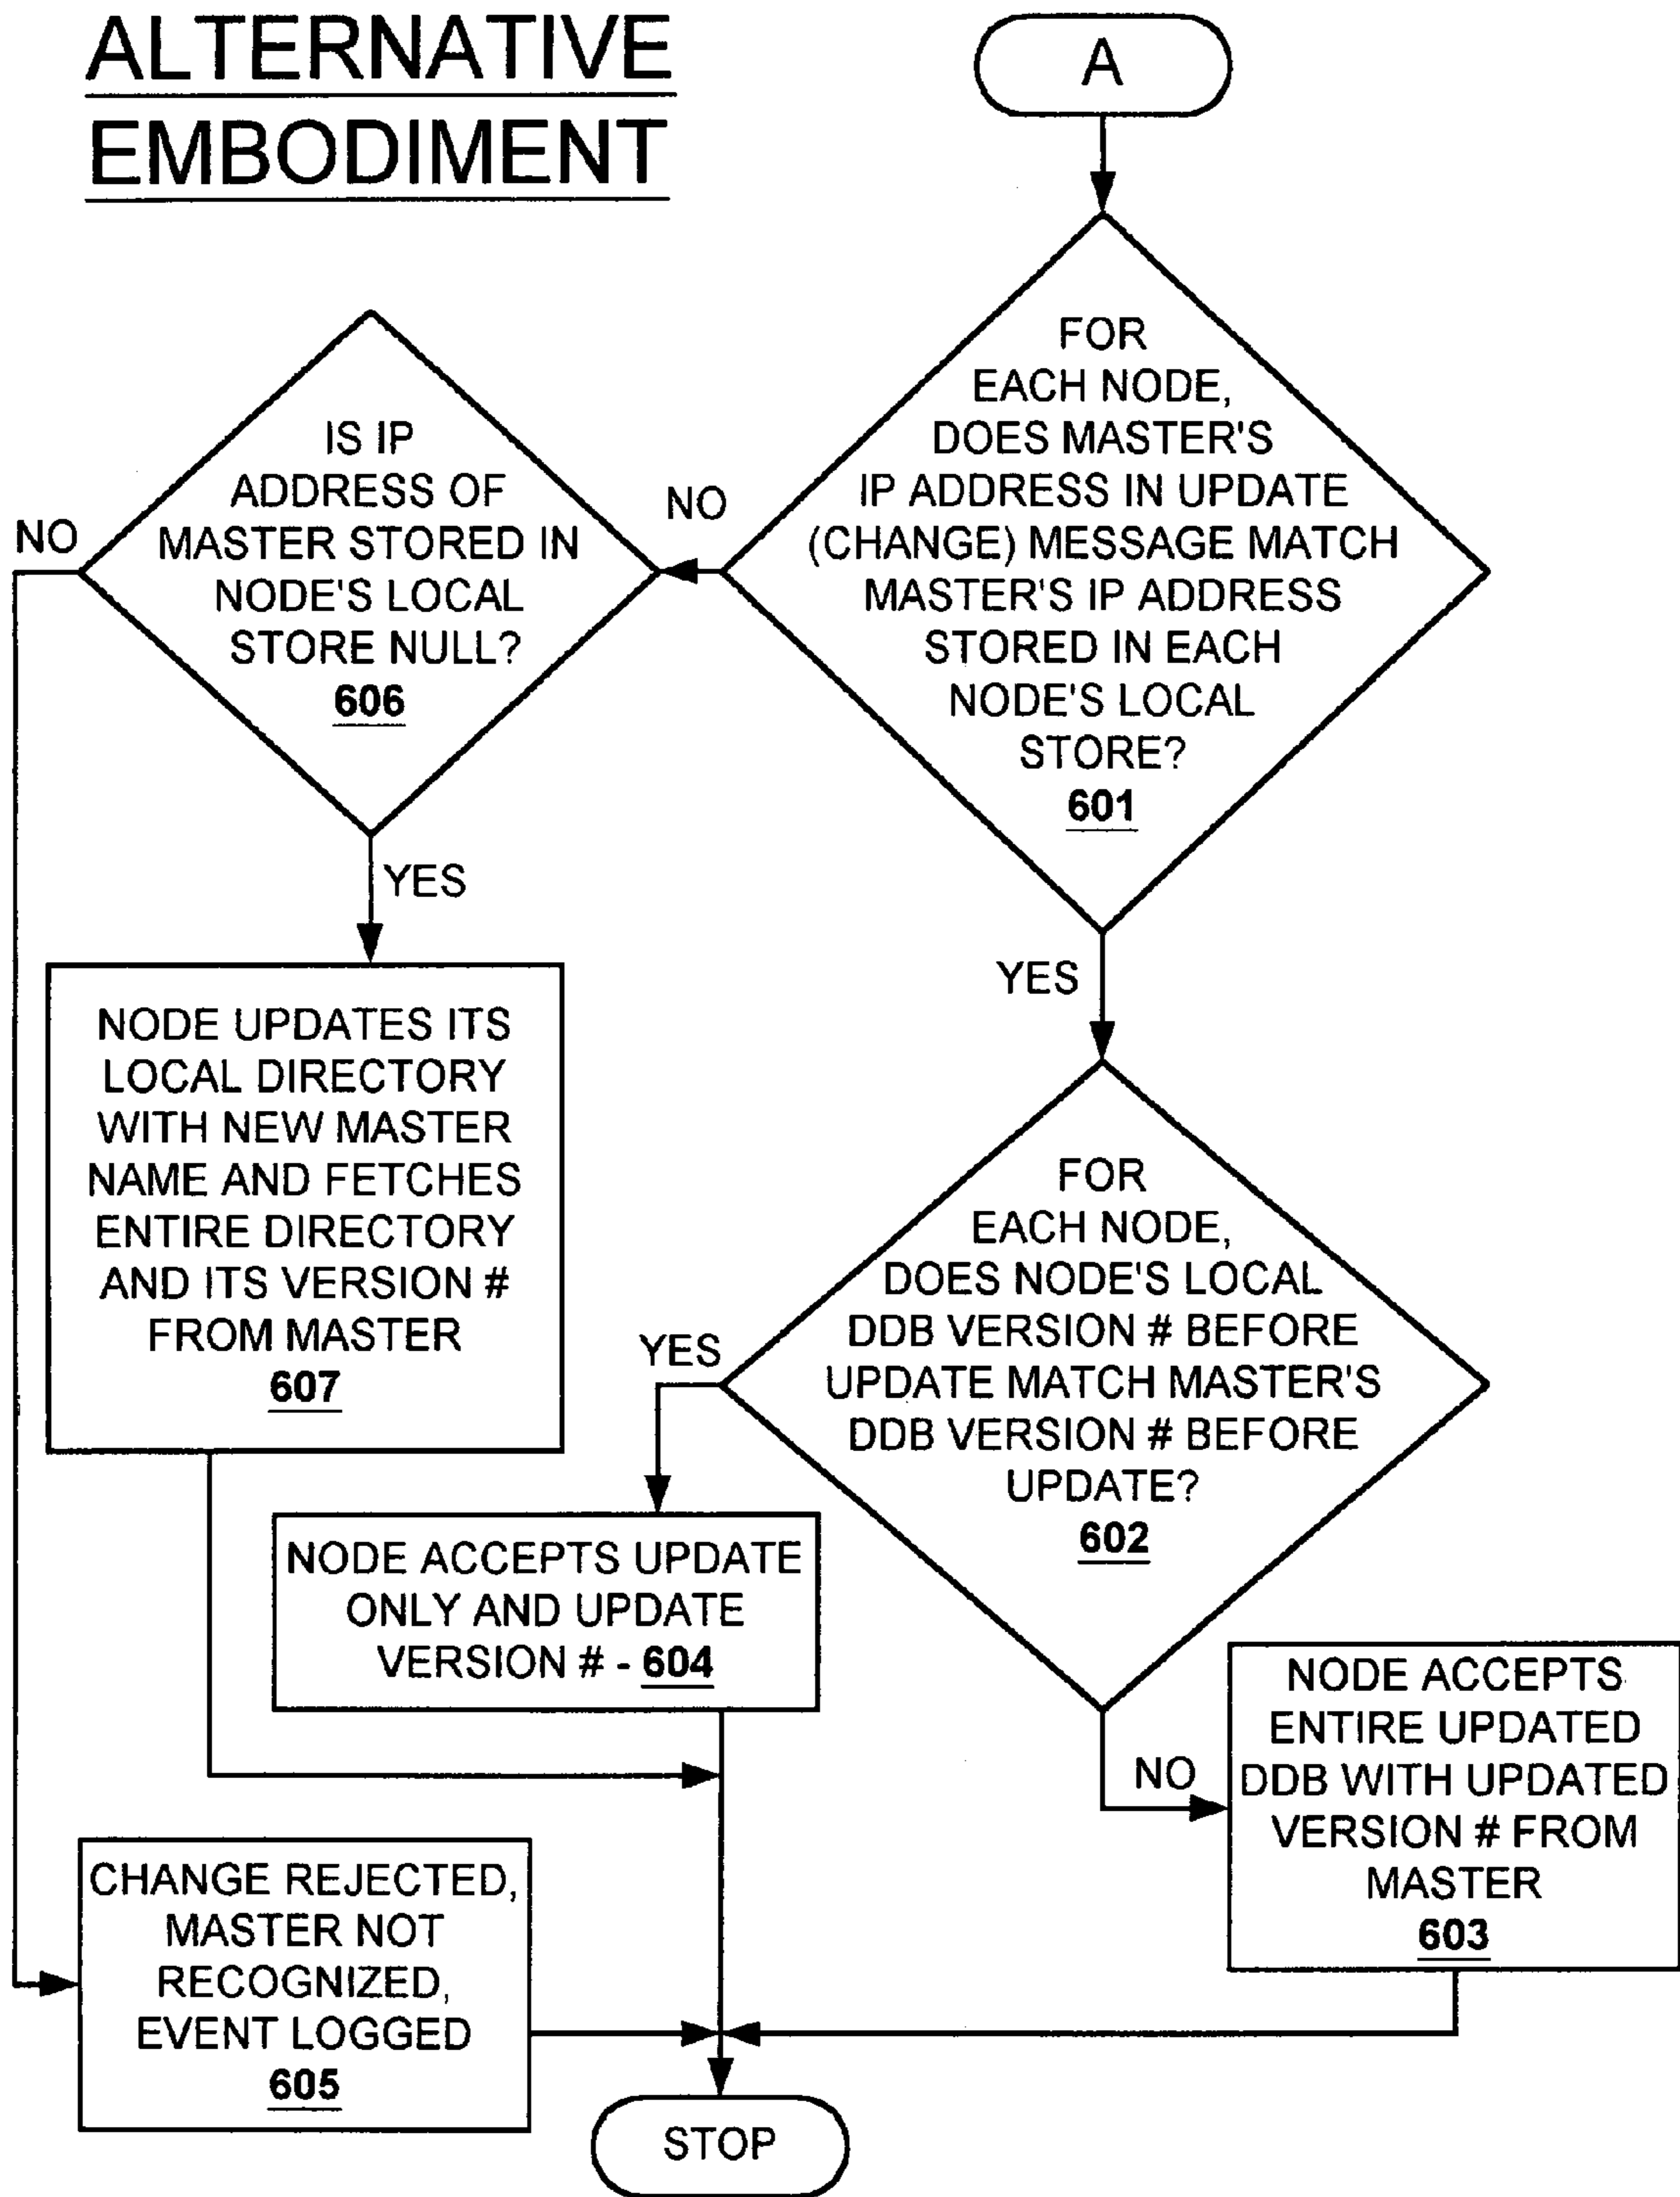 ALTERNATIVE
EMBODIMENT
A
FOR
EACH NODE,
DOES MASTER'S
IP ADDRESS IN UPDATE
(CHANGE) MESSAGE MATCH
MASTER'S IP ADDRESS
STORED IN EACH
NODE'S LOCAL
STORE?
601
NO
IS IP
ADDRESS OF
MASTER STORED IN
NODE'S LOCAL
STORE NULL?
606
NO
YES
NODE UPDATES ITS
LOCAL DIRECTORY
WITH NEW MASTER
NAME AND FETCHES
ENTIRE DIRECTORY
AND ITS VERSION #
FROM MASTER
607
YES
FOR
EACH NODE,
DOES NODE'S LOCAL
DDB VERSION # BEFORE
UPDATE MATCH MASTER'S
DDB VERSION # BEFORE
UPDATE?
602
YES
NODE ACCEPTS UPDATE
ONLY AND UPDATE
VERSION # - 604
NO
NODE ACCEPTS
ENTIRE UPDATED
DDB WITH UPDATED
VERSION # FROM
MASTER
603
CHANGE REJECTED,
MASTER NOT
RECOGNIZED,
EVENT LOGGED
605
STOP